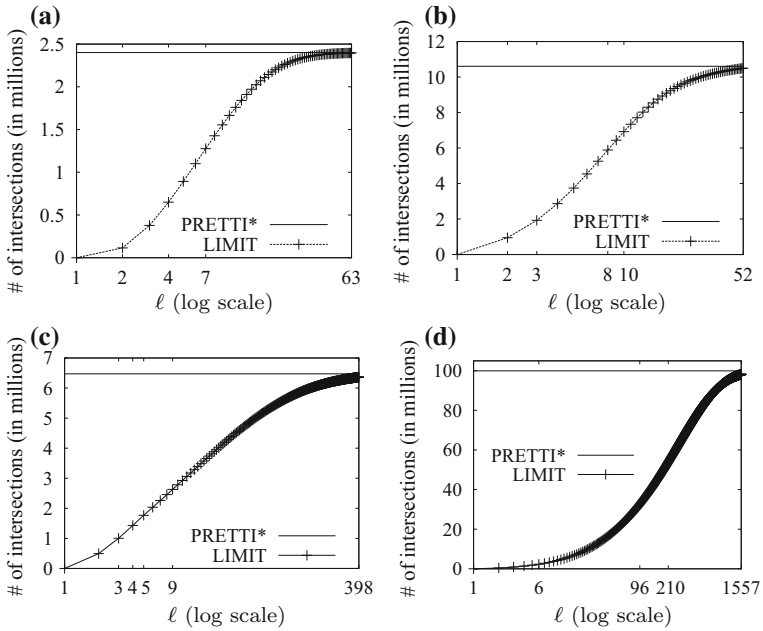 (a)
# of intersections (in millions)
2.5
2
1.5
1
0.5
0
PRETTI*
LIMIT
1 2 4 7 63
ℓ (log scale)
(b)
# of intersections (in millions)
12
10
8
6
4
2
0
PRETTI*
LIMIT
1 2 3 8 10 52
ℓ (log scale)
(c)
# of intersections (in millions)
7
6
5
4
3
2
1
0
PRETTI*
LIMIT
1 3 4 5 9 398
ℓ (log scale)
(d)
# of intersections (in millions)
100
80
60
40
20
0
PRETTI*
LIMIT
1 6 96 210 1557
ℓ (log scale)